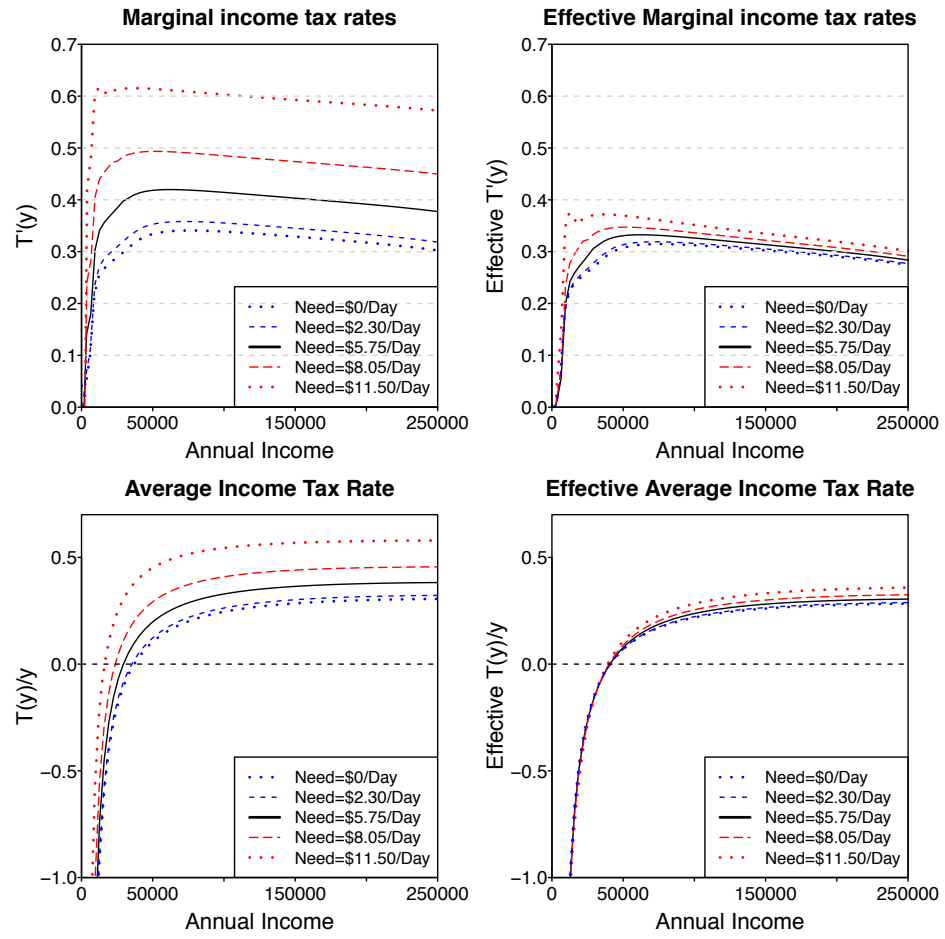 Marginal income tax rates
T'(y)
0.7
0.6
0.5
0.4
0.3
0.2
0.1
0.0
Need=$0/Day
Need=$2.30/Day
Need=$5.75/Day
Need=$8.05/Day
Need=$11.50/Day
0 50000 150000 250000
Annual Income
Effective Marginal income tax rates
Effective T'(y)
0.7
0.6
0.5
0.4
0.3
0.2
0.1
0.0
Need=$0/Day
Need=$2.30/Day
Need=$5.75/Day
Need=$8.05/Day
Need=$11.50/Day
0 50000 150000 250000
Annual Income
Average Income Tax Rate
T(y)/y
0.5
0.0
−0.5
−1.0
Need=$0/Day
Need=$2.30/Day
Need=$5.75/Day
Need=$8.05/Day
Need=$11.50/Day
0 50000 150000 250000
Annual Income
Effective Average Income Tax Rate
Effective T(y)/y
0.5
0.0
−0.5
−1.0
Need=$0/Day
Need=$2.30/Day
Need=$5.75/Day
Need=$8.05/Day
Need=$11.50/Day
0 50000 150000 250000
Annual Income